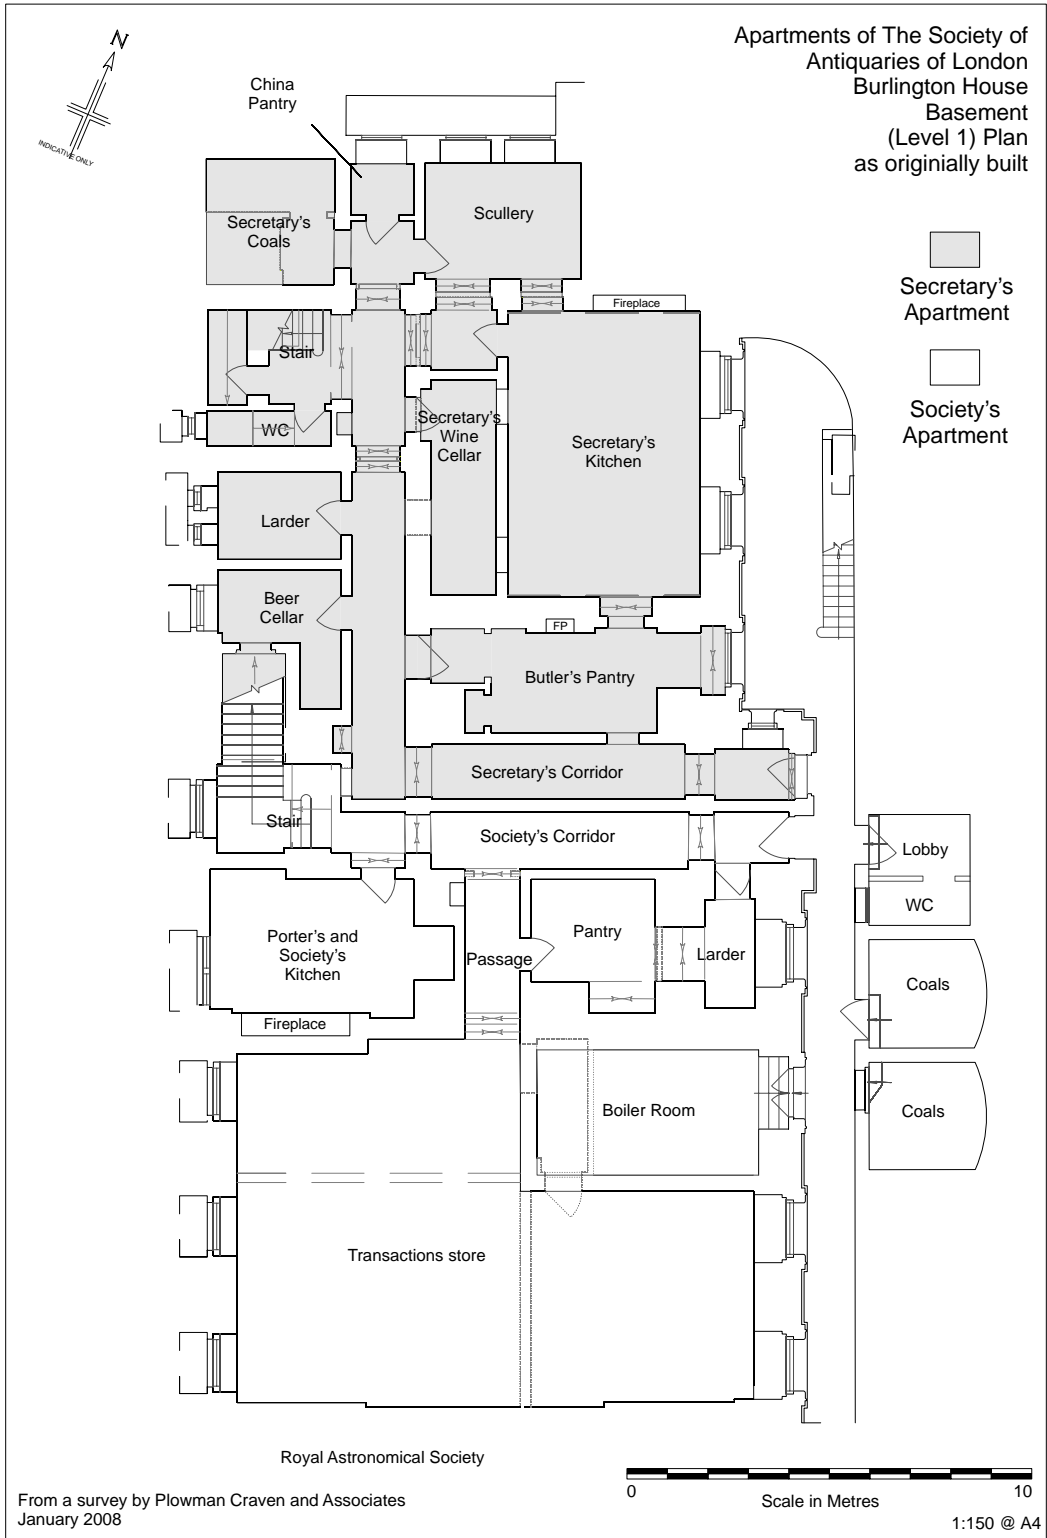 Apartments of The Society of
Antiquaries of London
Burlington House
Basement
(Level 1) Plan
as originially built
N
INDICATIVE ONLY
China
Pantry
Secretary's
Coals
Scullery
Secretary's
Apartment
Society's
Apartment
Fireplace
Stair
WC
Secretary's
Wine
Cellar
Secretary's
Kitchen
Larder
Beer
Cellar
FP
Butler's Pantry
Secretary's Corridor
Stair
Society's Corridor
Lobby
WC
Porter's and
Society's
Kitchen
Passage
Pantry
Larder
Coals
Fireplace
Boiler Room
Coals
Transactions store
Royal Astronomical Society
From a survey by Plowman Craven and Associates
January 2008
0
10
Scale in Metres
1:150 @ A4